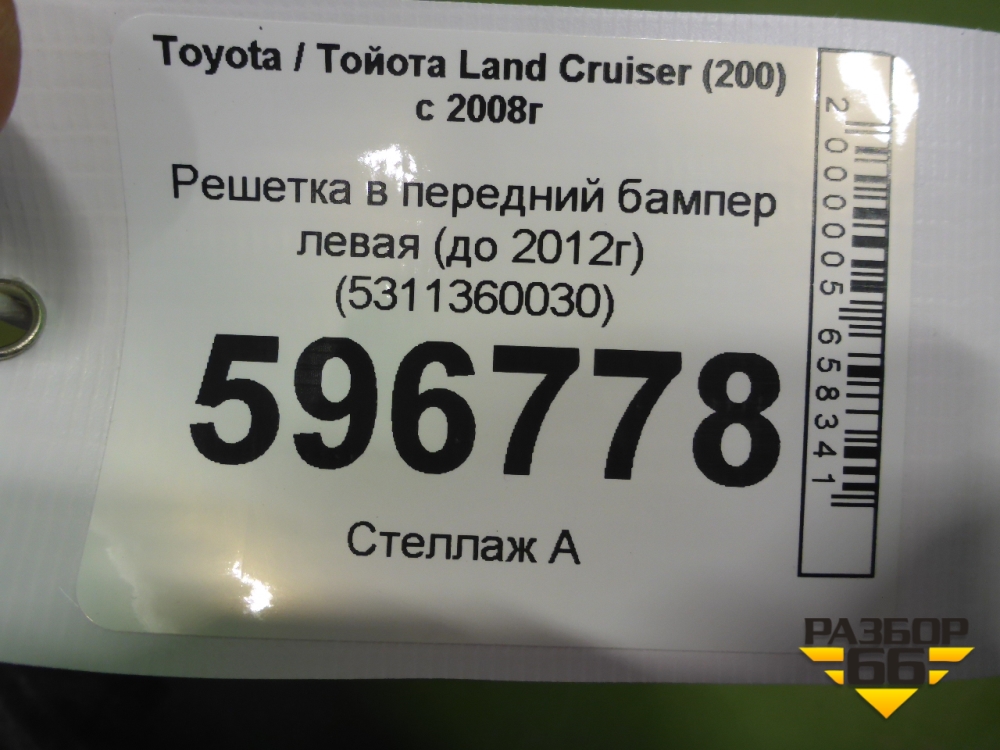 Toyota / Тойота Land Cruiser (200)
с 2008г
Решетка в передний бампер
левая (до 2012г)
(5311360030)
596778
Стеллаж А
2000005658341
РАЗБОР
66